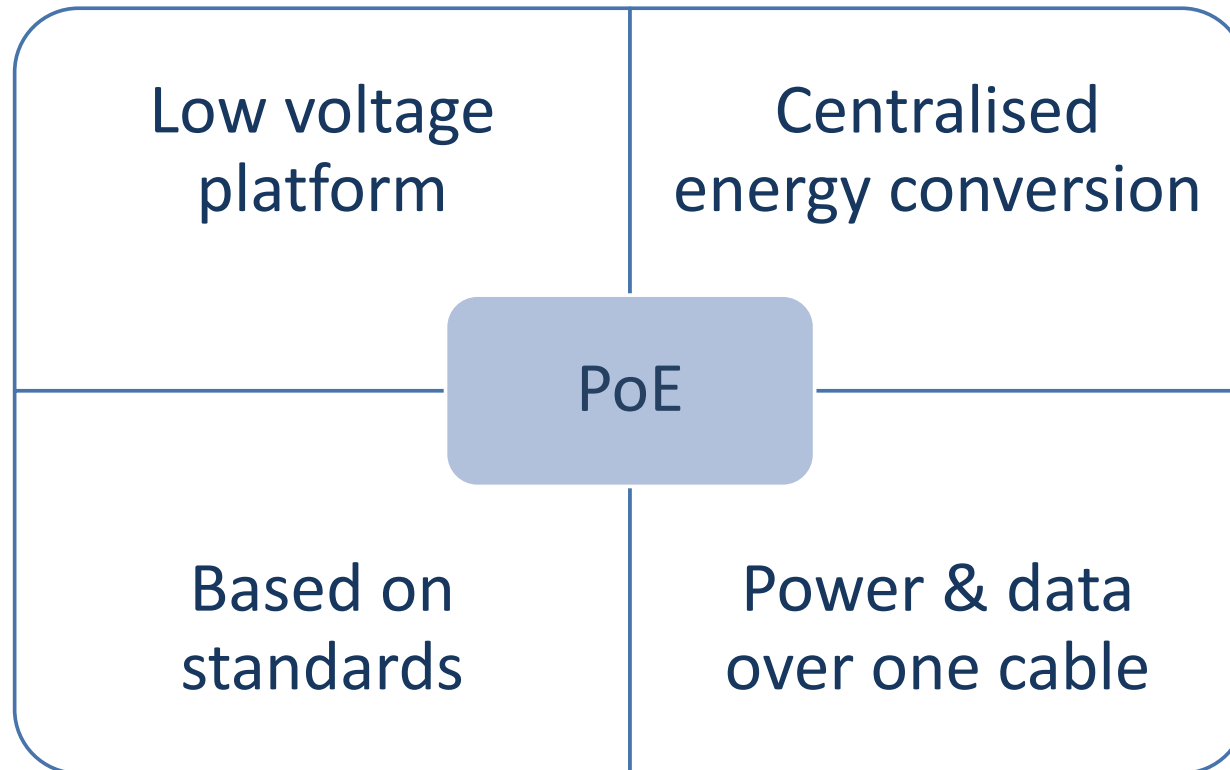 Low voltage
platform
Centralised
energy conversion
PoE
Based on
standards
Power & data
over one cable